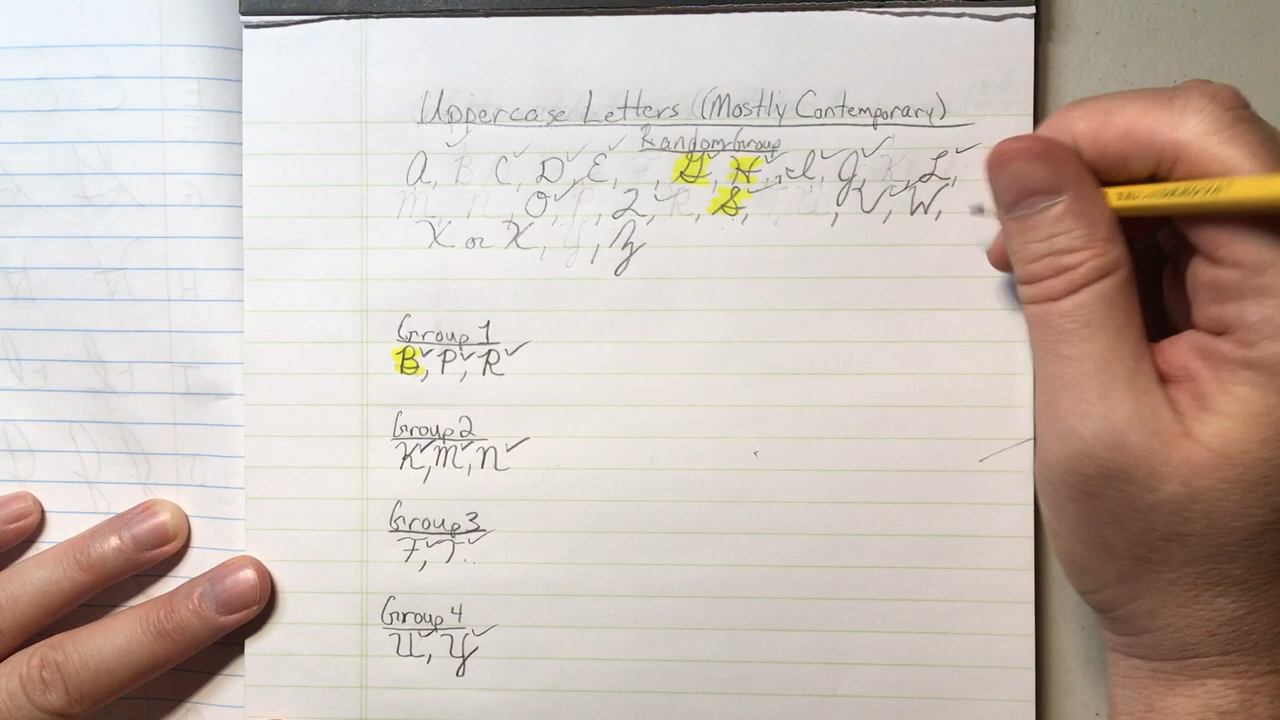 Uppercase Letters (Mostly Contemporary)
Random Group
A, B, C, D, E, , G, H, I, J, K, L,
M, N, O, P, Q, R, S, T, U, V, W,
X or X, Y, Z
Group 1
B, P, R
Group 2
K, M, N
Group 3
F, T
Group 4
U, Y